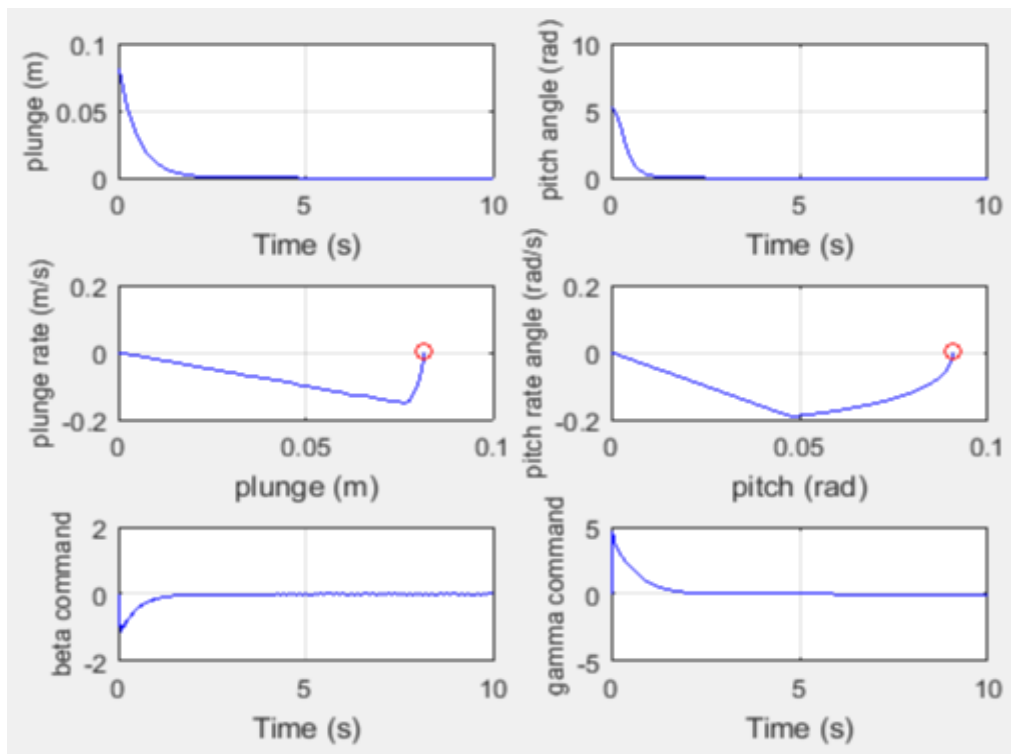 plunge (m)
0.1
0.05
0
0 5 10
Time (s)
pitch angle (rad)
10
5
0
0 5 10
Time (s)
plunge rate (m/s)
0.2
0
-0.2
0 0.05 0.1
plunge (m)
pitch rate angle (rad/s)
0.2
0
-0.2
0 0.05 0.1
pitch (rad)
beta command
2
0
-2
0 5 10
Time (s)
gamma command
5
0
-5
0 5 10
Time (s)